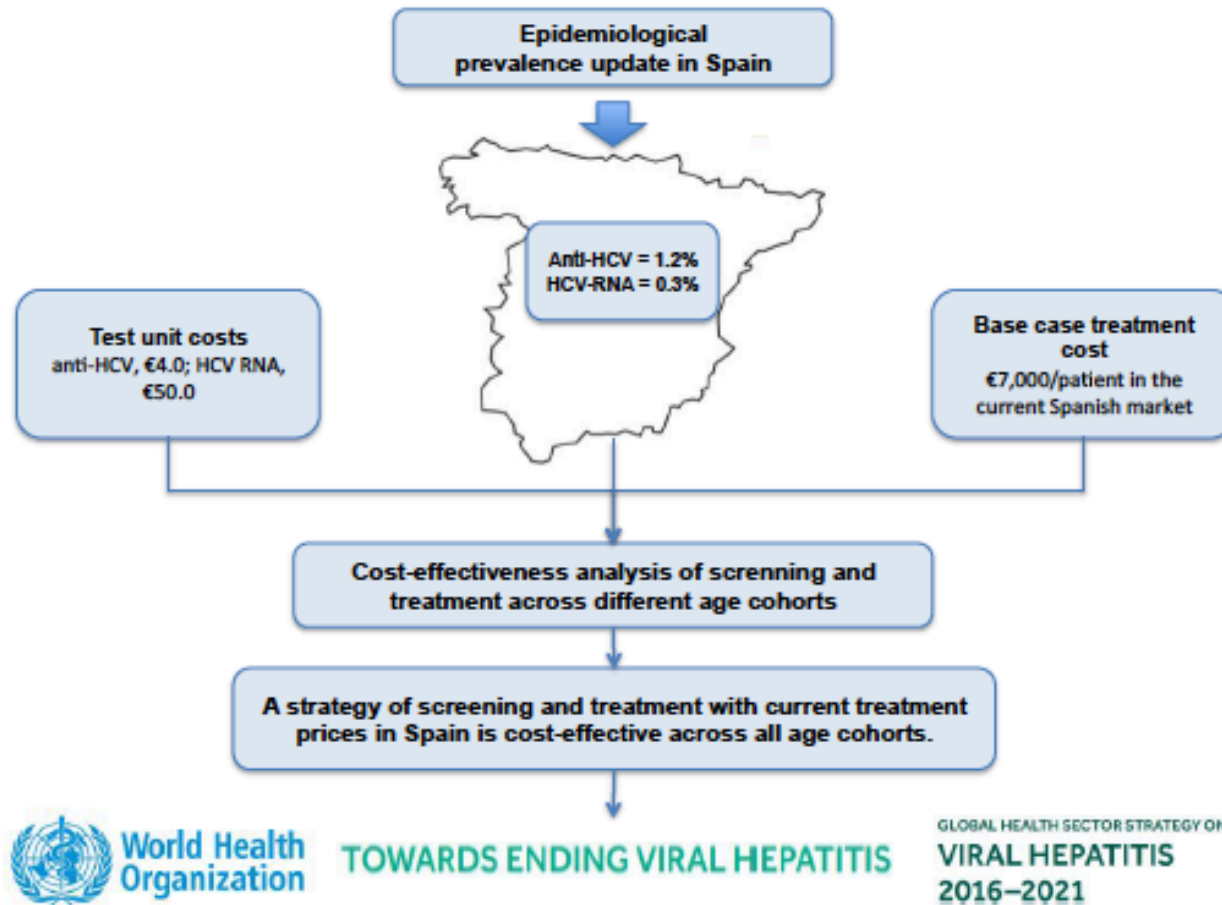 Epidemiological
prevalence update in Spain
Anti-HCV = 1.2%
HCV-RNA = 0.3%
Test unit costs
anti-HCV, €4.0; HCV RNA,
€50.0
Base case treatment
cost
€7,000/patient in the
current Spanish market
Cost-effectiveness analysis of screnning and
treatment across different age cohorts
A strategy of screening and treatment with current treatment
prices in Spain is cost-effective across all age cohorts.
World Health
Organization
TOWARDS ENDING VIRAL HEPATITIS
GLOBAL HEALTH SECTOR STRATEGY ON
VIRAL HEPATITIS
2016–2021